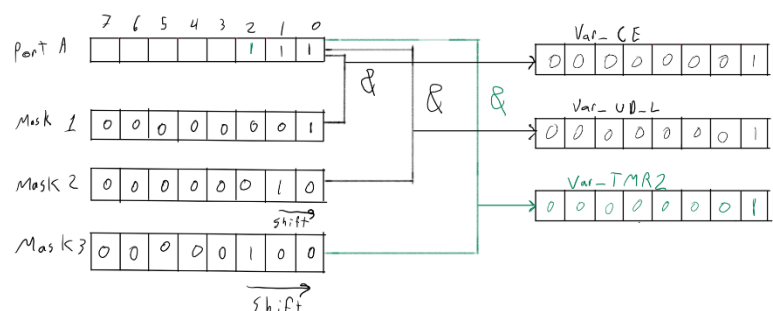 7 6 5 4 3 2 1 0
Port A 1 1 1
Var_CE
0 0 0 0 0 0 0 1
&
Mask 1 0 0 0 0 0 0 0 1
&
&
Var_UD_L
0 0 0 0 0 0 0 1
Mask 2 0 0 0 0 0 0 1 0
shift
Var_TMR2
0 0 0 0 0 0 0 1
Mask 3 0 0 0 0 0 1 0 0
shift